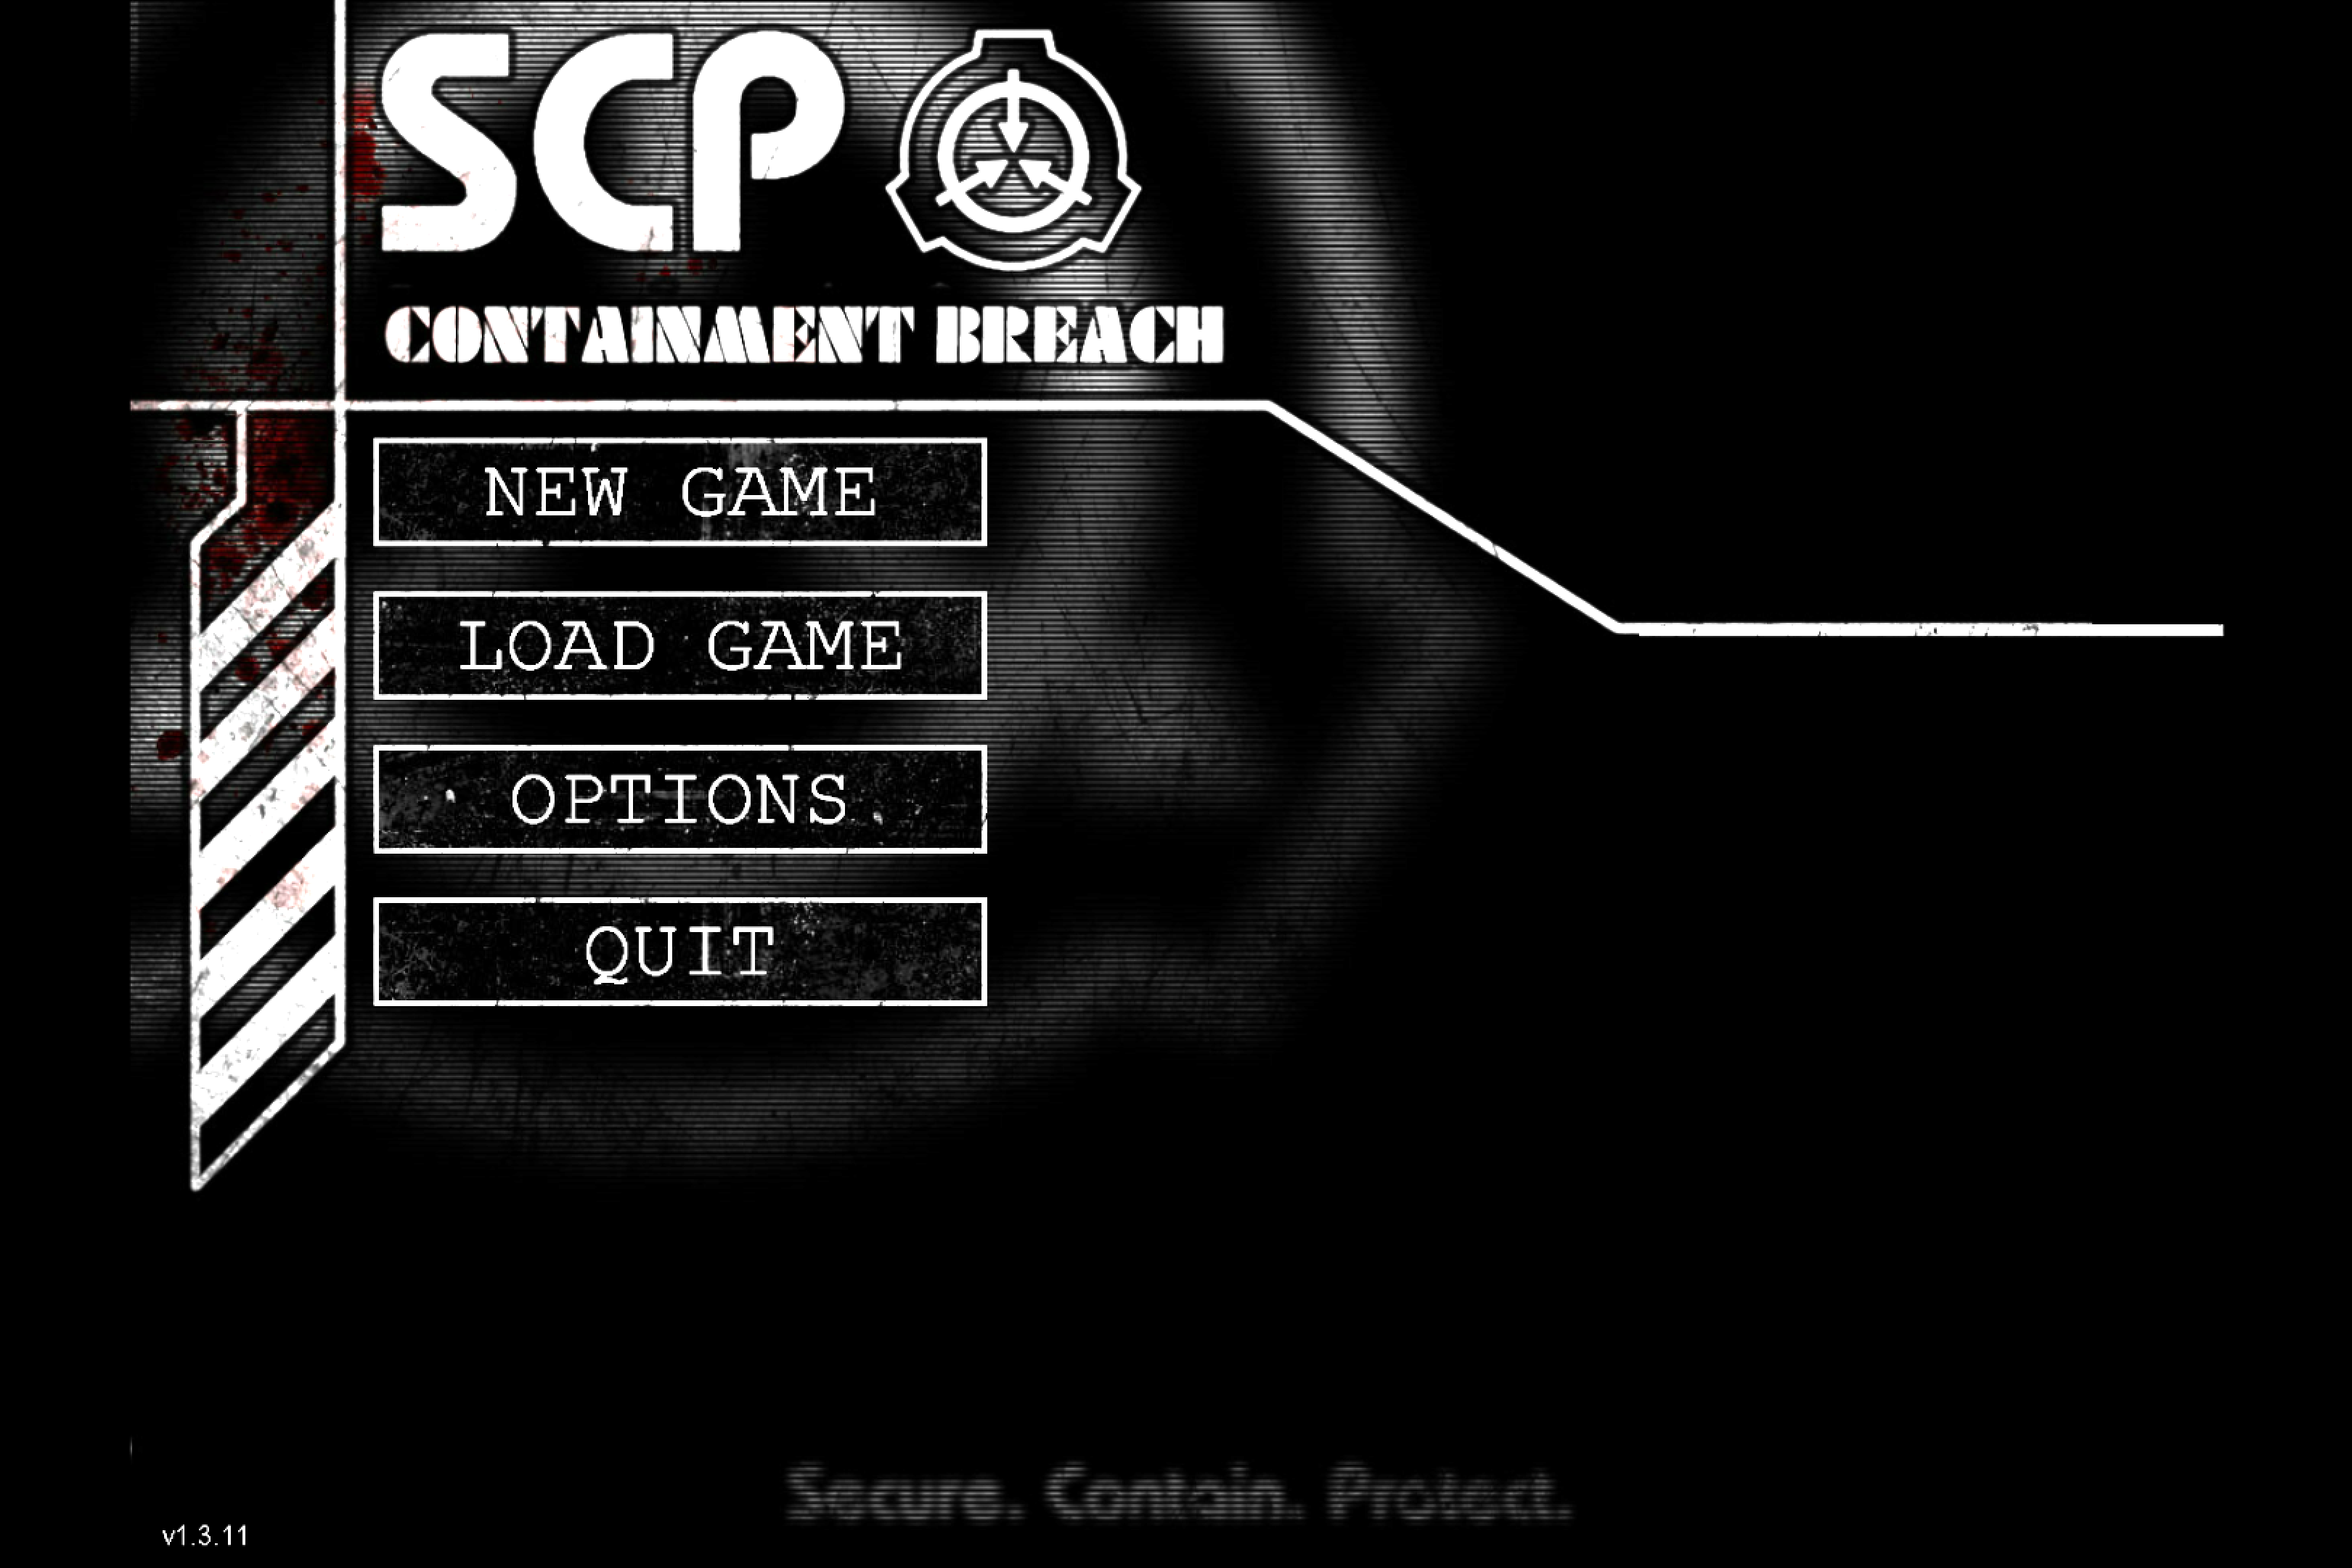 SCP
CONTAINMENT BREACH
NEW GAME
LOAD GAME
OPTIONS
QUIT
Secure. Contain. Protect.
v1.3.11